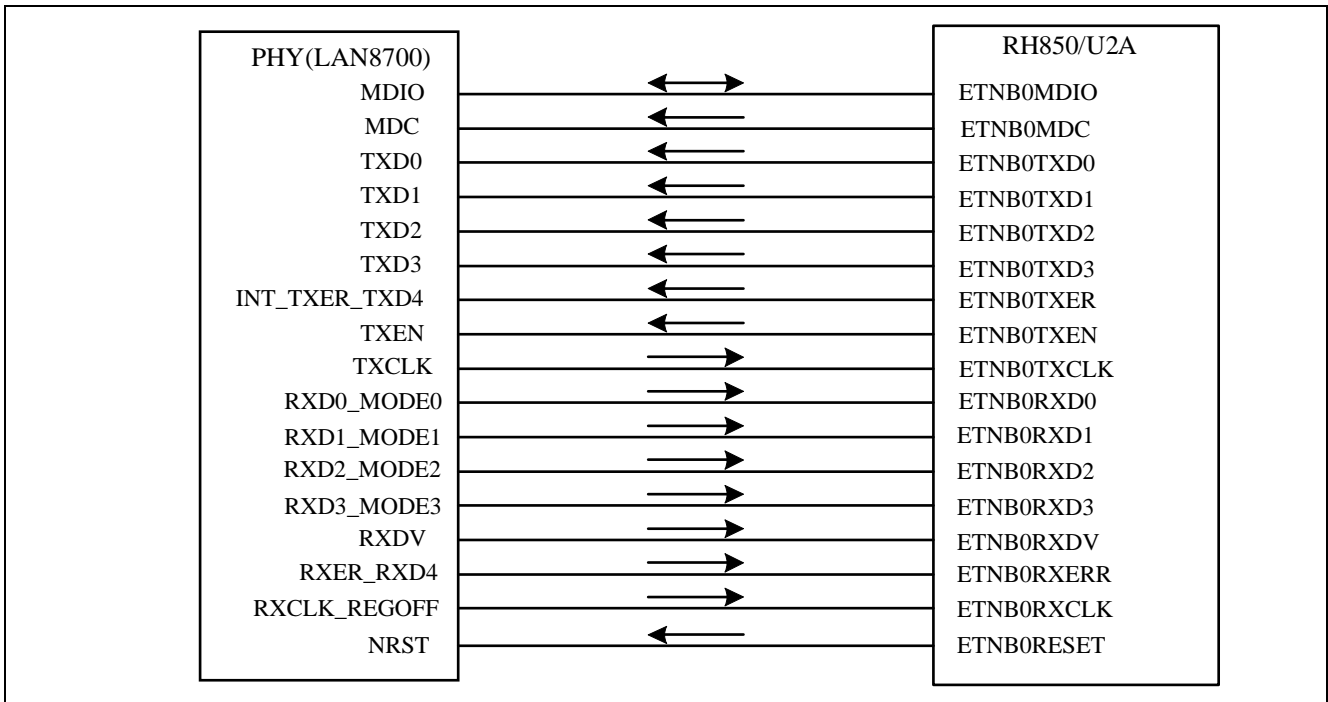 PHY(LAN8700)
MDIO
MDC
TXD0
TXD1
TXD2
TXD3
INT_TXER_TXD4
TXEN
TXCLK
RXD0_MODE0
RXD1_MODE1
RXD2_MODE2
RXD3_MODE3
RXDV
RXER_RXD4
RXCLK_REGOFF
NRST
RH850/U2A
ETNB0MDIO
ETNB0MDC
ETNB0TXD0
ETNB0TXD1
ETNB0TXD2
ETNB0TXD3
ETNB0TXER
ETNB0TXEN
ETNB0TXCLK
ETNB0RXD0
ETNB0RXD1
ETNB0RXD2
ETNB0RXD3
ETNB0RXDV
ETNB0RXERR
ETNB0RXCLK
ETNB0RESET